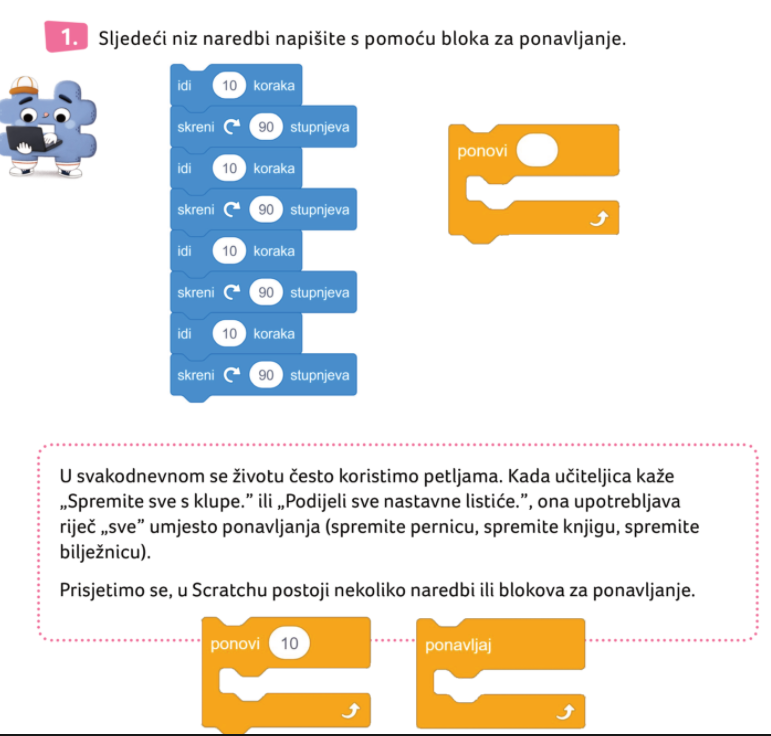 1. Sljedeći niz naredbi napišite s pomoću bloka za ponavljanje.
idi 10 koraka
skreni 90 stupnjeva
idi 10 koraka
skreni 90 stupnjeva
idi 10 koraka
skreni 90 stupnjeva
idi 10 koraka
skreni 90 stupnjeva
ponovi
U svakodnevnom se životu često koristimo petljama. Kada učiteljica kaže
„Spremite sve s klupe.” ili „Podijeli sve nastavne listiće.”, ona upotrebljava
riječ „sve” umjesto ponavljanja (spremite pernicu, spremite knjigu, spremite
bilježnicu).
Prisjetimo se, u Scratchu postoji nekoliko naredbi ili blokova za ponavljanje.
ponovi 10
ponavljaj